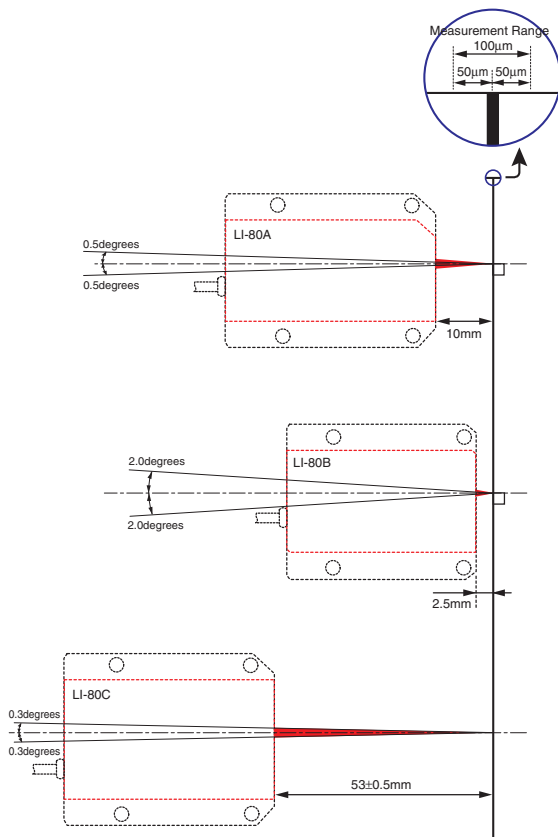 Measurement Range
100μm
50μm 50μm
LI-80A
0.5degrees
0.5degrees
10mm
LI-80B
2.0degrees
2.0degrees
2.5mm
LI-80C
0.3degrees
0.3degrees
53±0.5mm